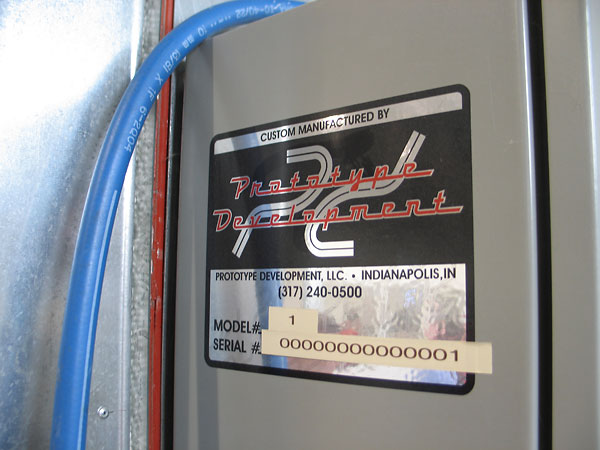 CUSTOM MANUFACTURED BY
Prototype
Development
PROTOTYPE DEVELOPMENT, LLC. • INDIANAPOLIS, IN
(317) 240-0500
MODEL# 1
SERIAL # 00000000000001